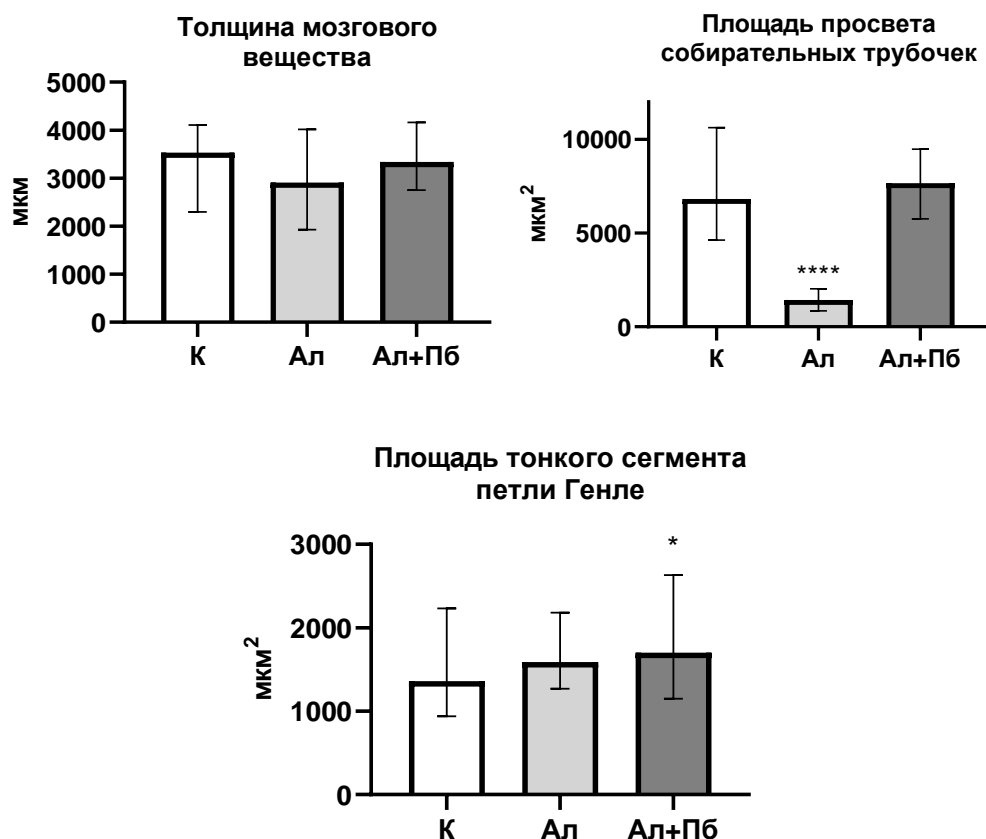 Толщина мозгового
вещества
5000
4000
3000
2000
1000
0
мкм
К
Ал
Ал+Пб
Площадь просвета
собирательных трубочек
10000
5000
0
мкм²
****
К
Ал
Ал+Пб
Площадь тонкого сегмента
петли Генле
3000
2000
1000
0
мкм²
*
К
Ал
Ал+Пб